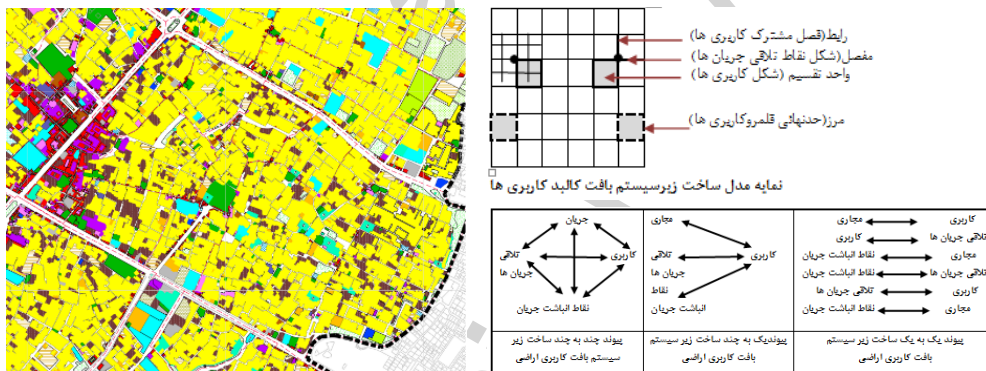 رابط(قصل مشترک کاربری ها)
مفصل(شکل نقاط تلاقی جریان ها)
واحد تقسیم (شکل کاربری ها)
مرز(حدنهائی قلمروکاربری ها)
نمایه مدل ساخت زیرسیستم بافت کالبد کاربری ها
کاربری مجاری
تلاقی جریان ها کاربری
مجاری نقاط انباشت جریان
تلاقی جریان ها نقاط انباشت جریان
کاربری تلاقی جریان ها
مجاری نقاط انباشت جریان
پیوند یک به یک ساخت زیر سیستم
بافت کاربری اراضی
مجاری
کاربری تلاقی
جریان ها
نقاط
انباشت جریان
پیوندیک به چند ساخت زیر سیستم
بافت کاربری اراضی
جریان
کاربری تلاقی
جریان ها
نقاط انباشت جریان
پیوند چند به چند ساخت زیر
سیستم بافت کاربری اراضی